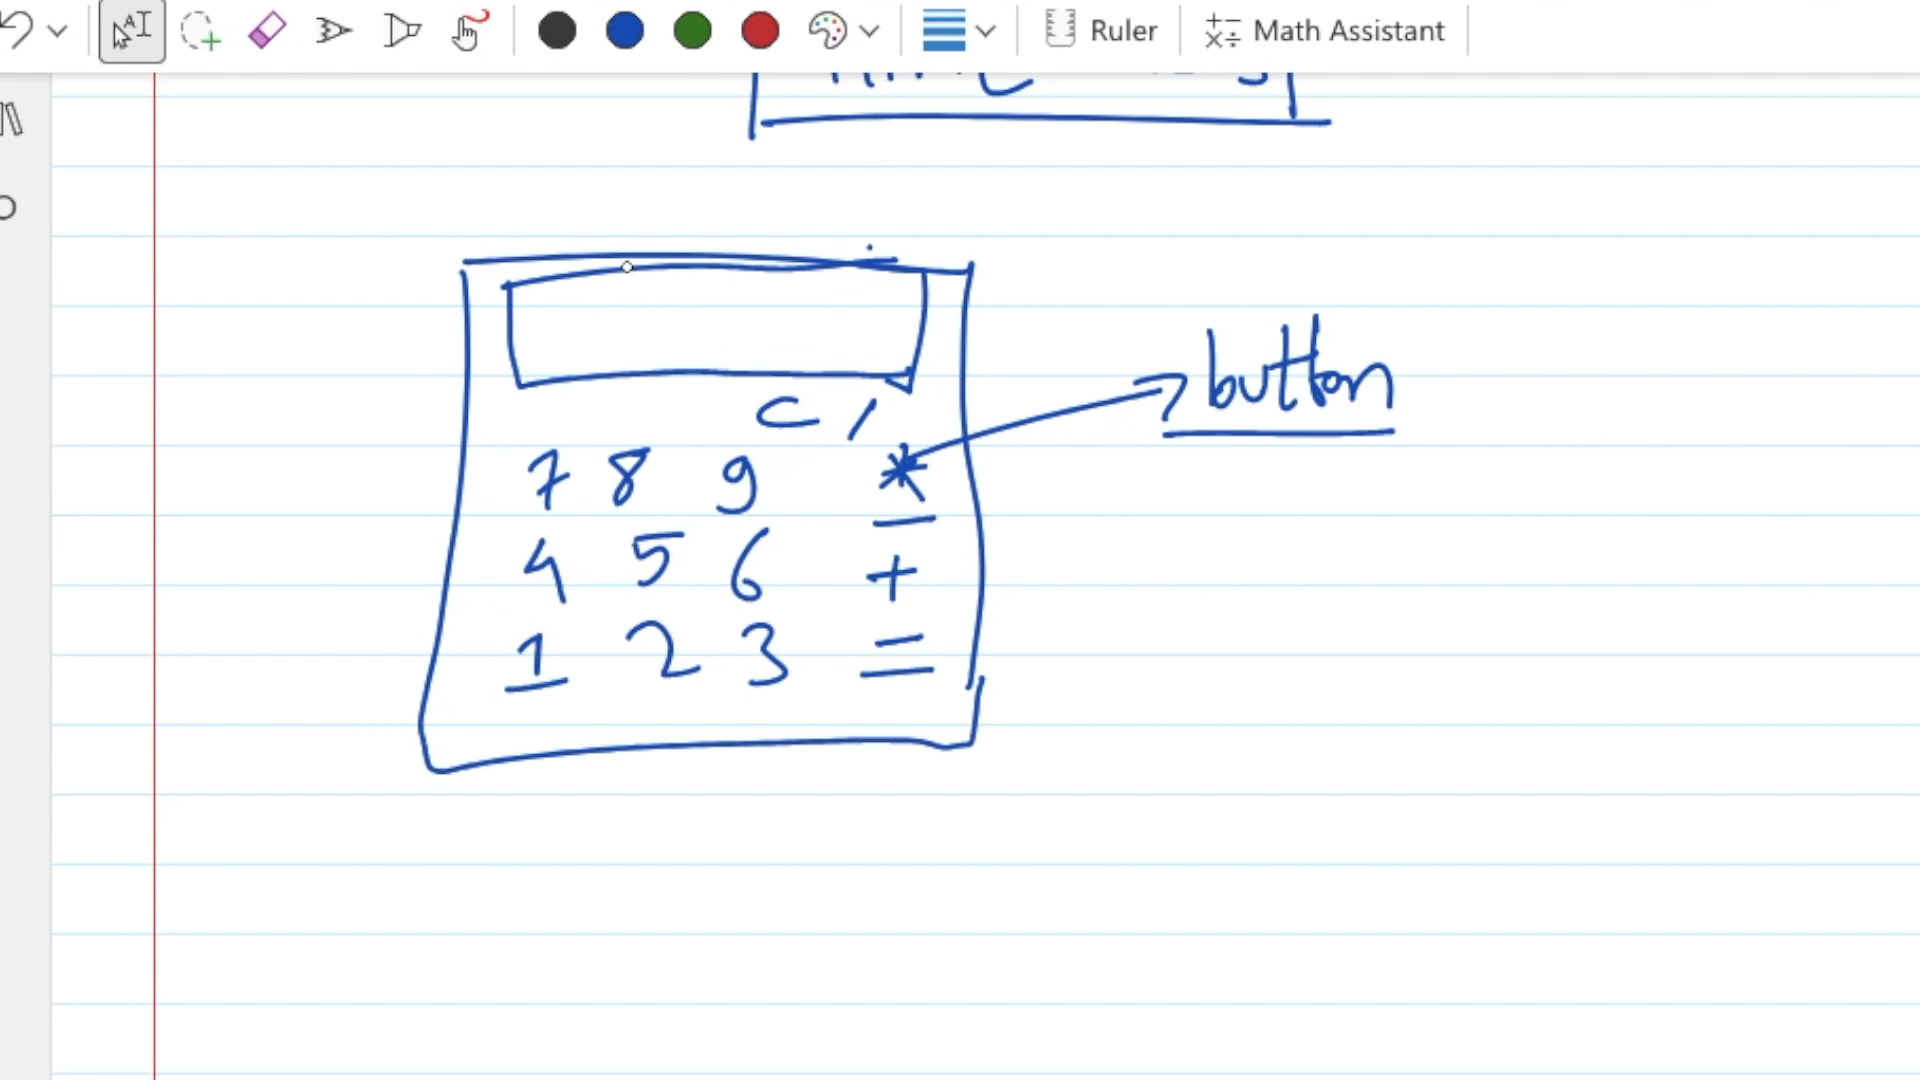 Ruler Math Assistant
C /
7 8 9 *
4 5 6 - +
1 2 3 =
button